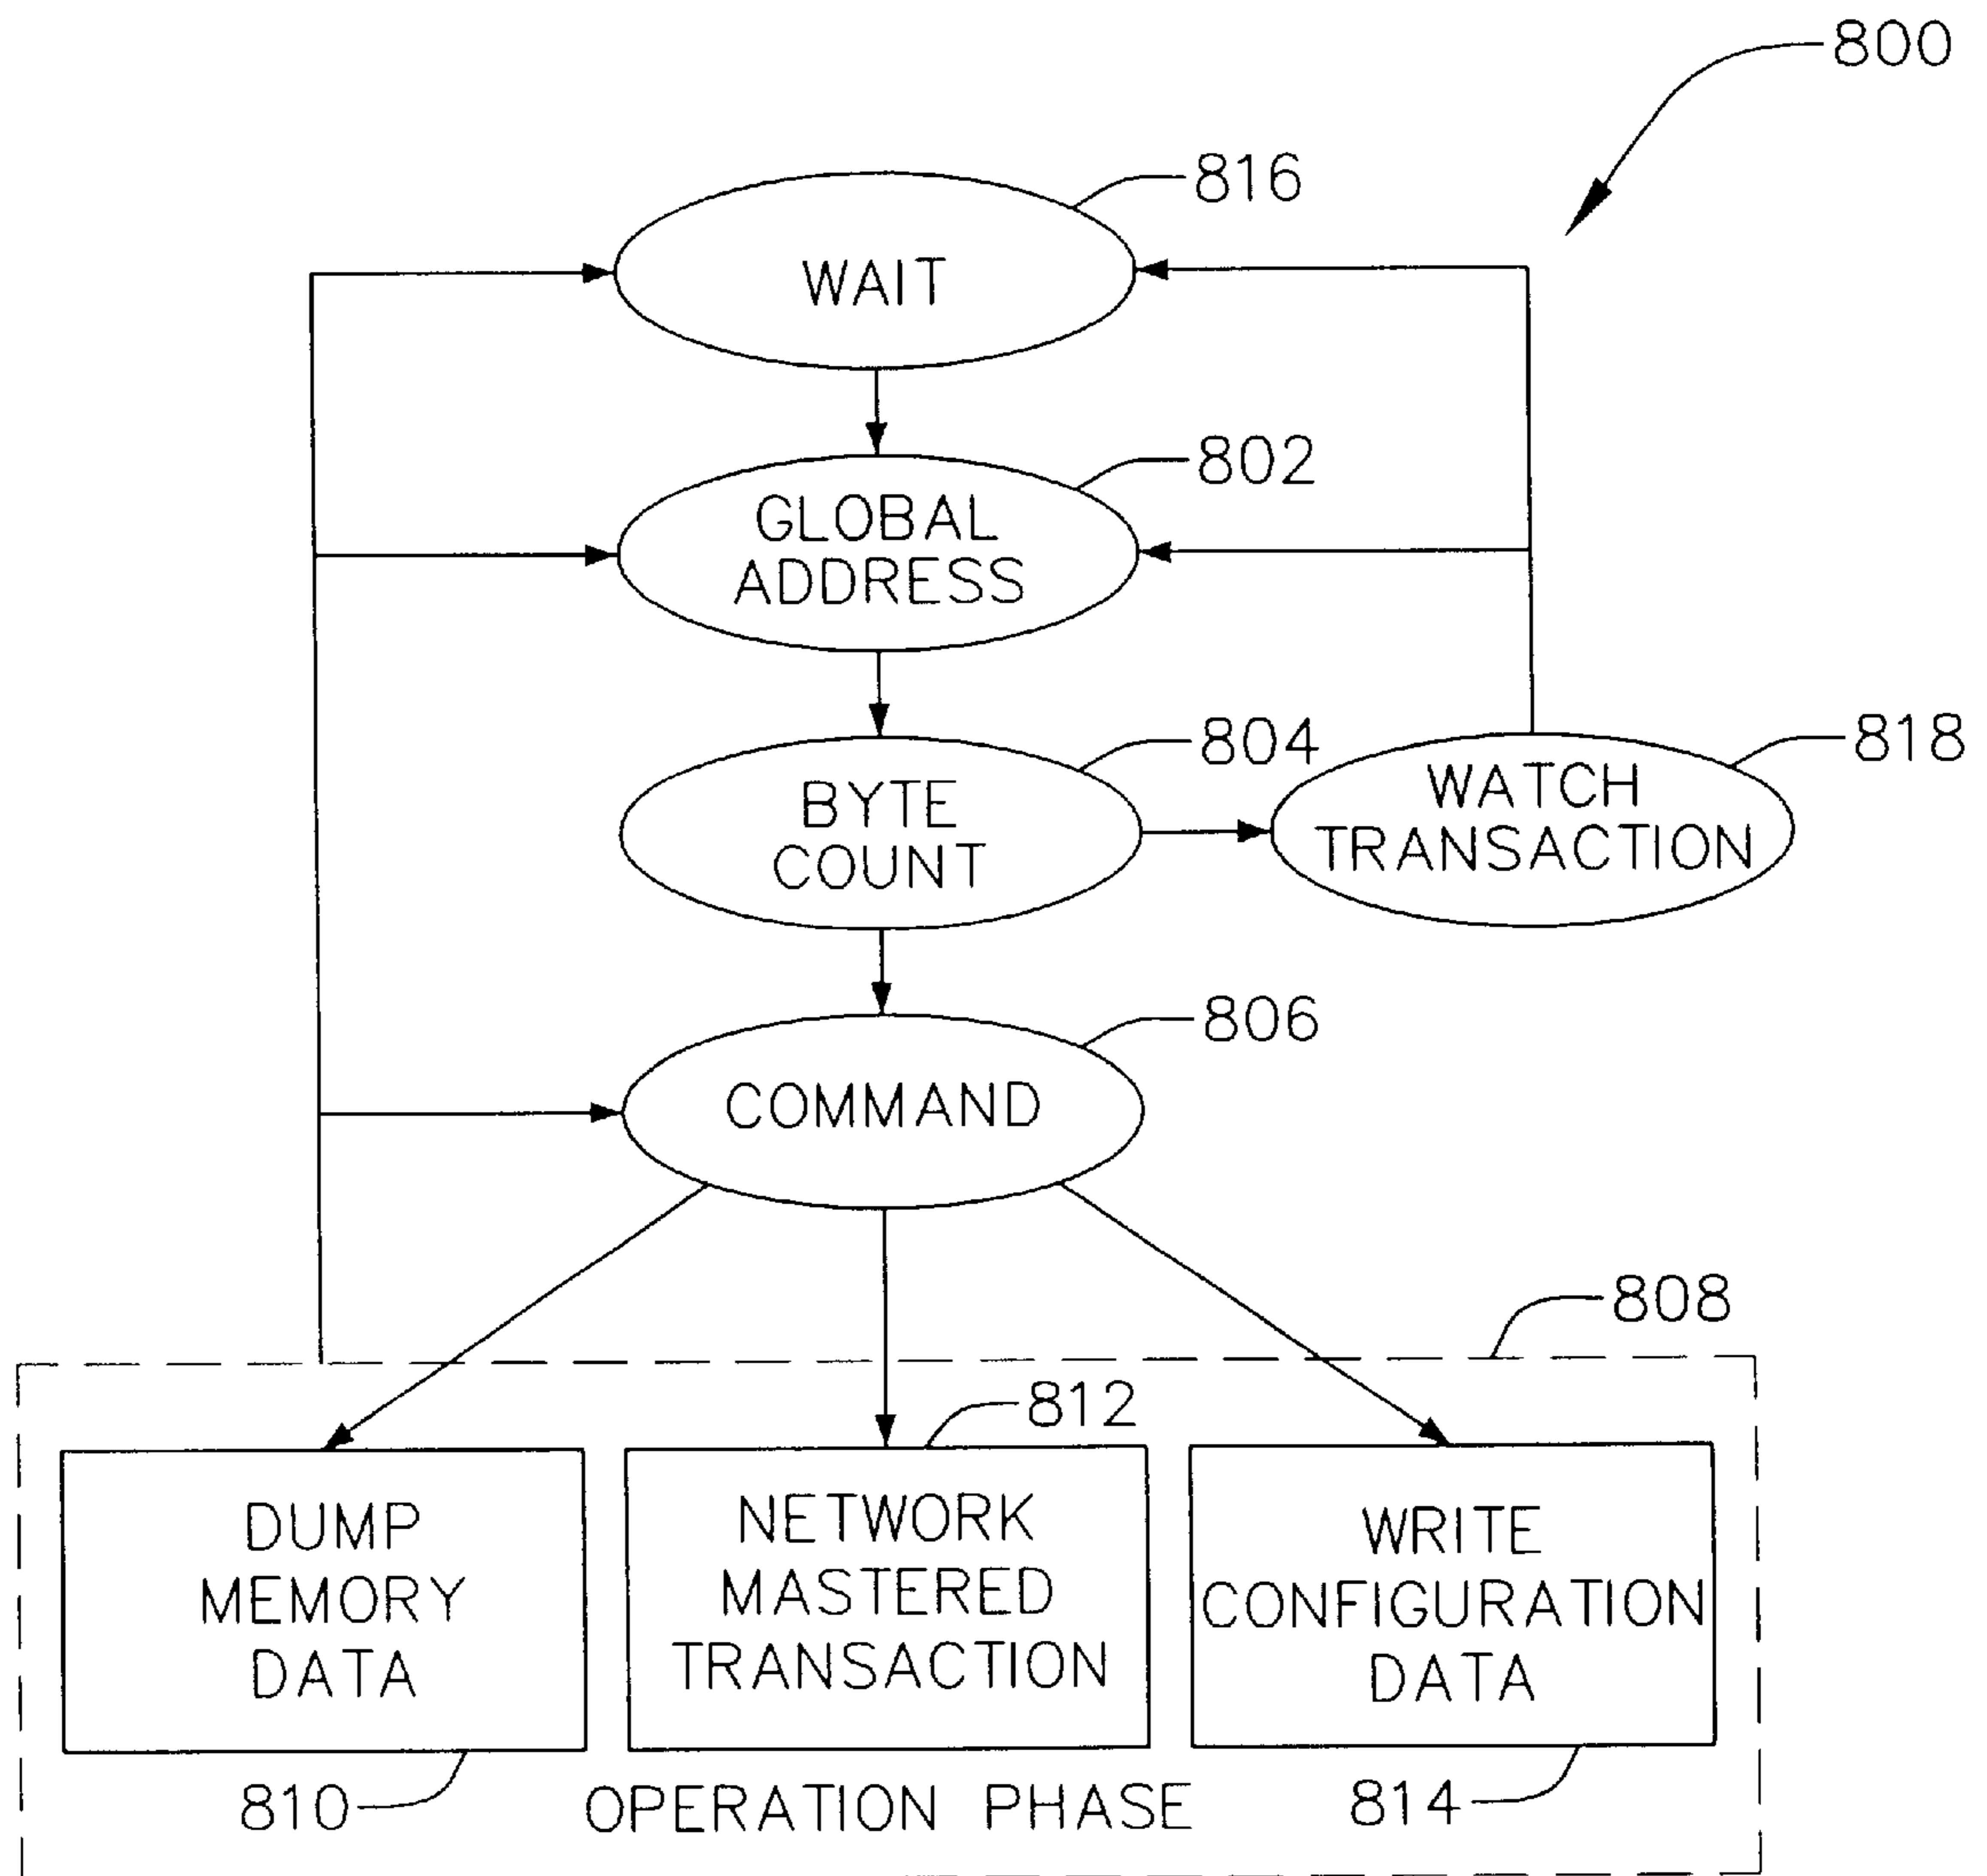 800
816
WAIT
802
GLOBAL
ADDRESS
804
BYTE
COUNT
818
WATCH
TRANSACTION
806
COMMAND
808
812
DUMP
MEMORY
DATA
NETWORK
MASTERED
TRANSACTION
WRITE
CONFIGURATION
DATA
810
OPERATION PHASE
814